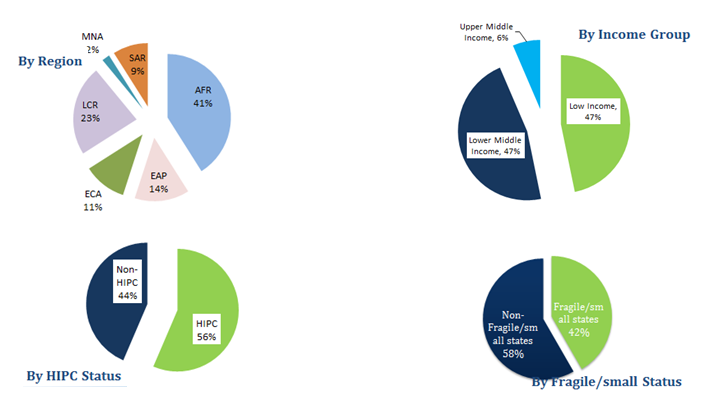 By Region
MNA
2%
SAR
9%
AFR
41%
LCR
23%
ECA
11%
EAP
14%
By Income Group
Upper Middle
Income, 6%
Low Income,
47%
Lower Middle
Income, 47%
Non-
HIPC
44%
HIPC
56%
By HIPC Status
Non-
Fragile/sm
all states
58%
Fragile/sm
all states
42%
By Fragile/small Status